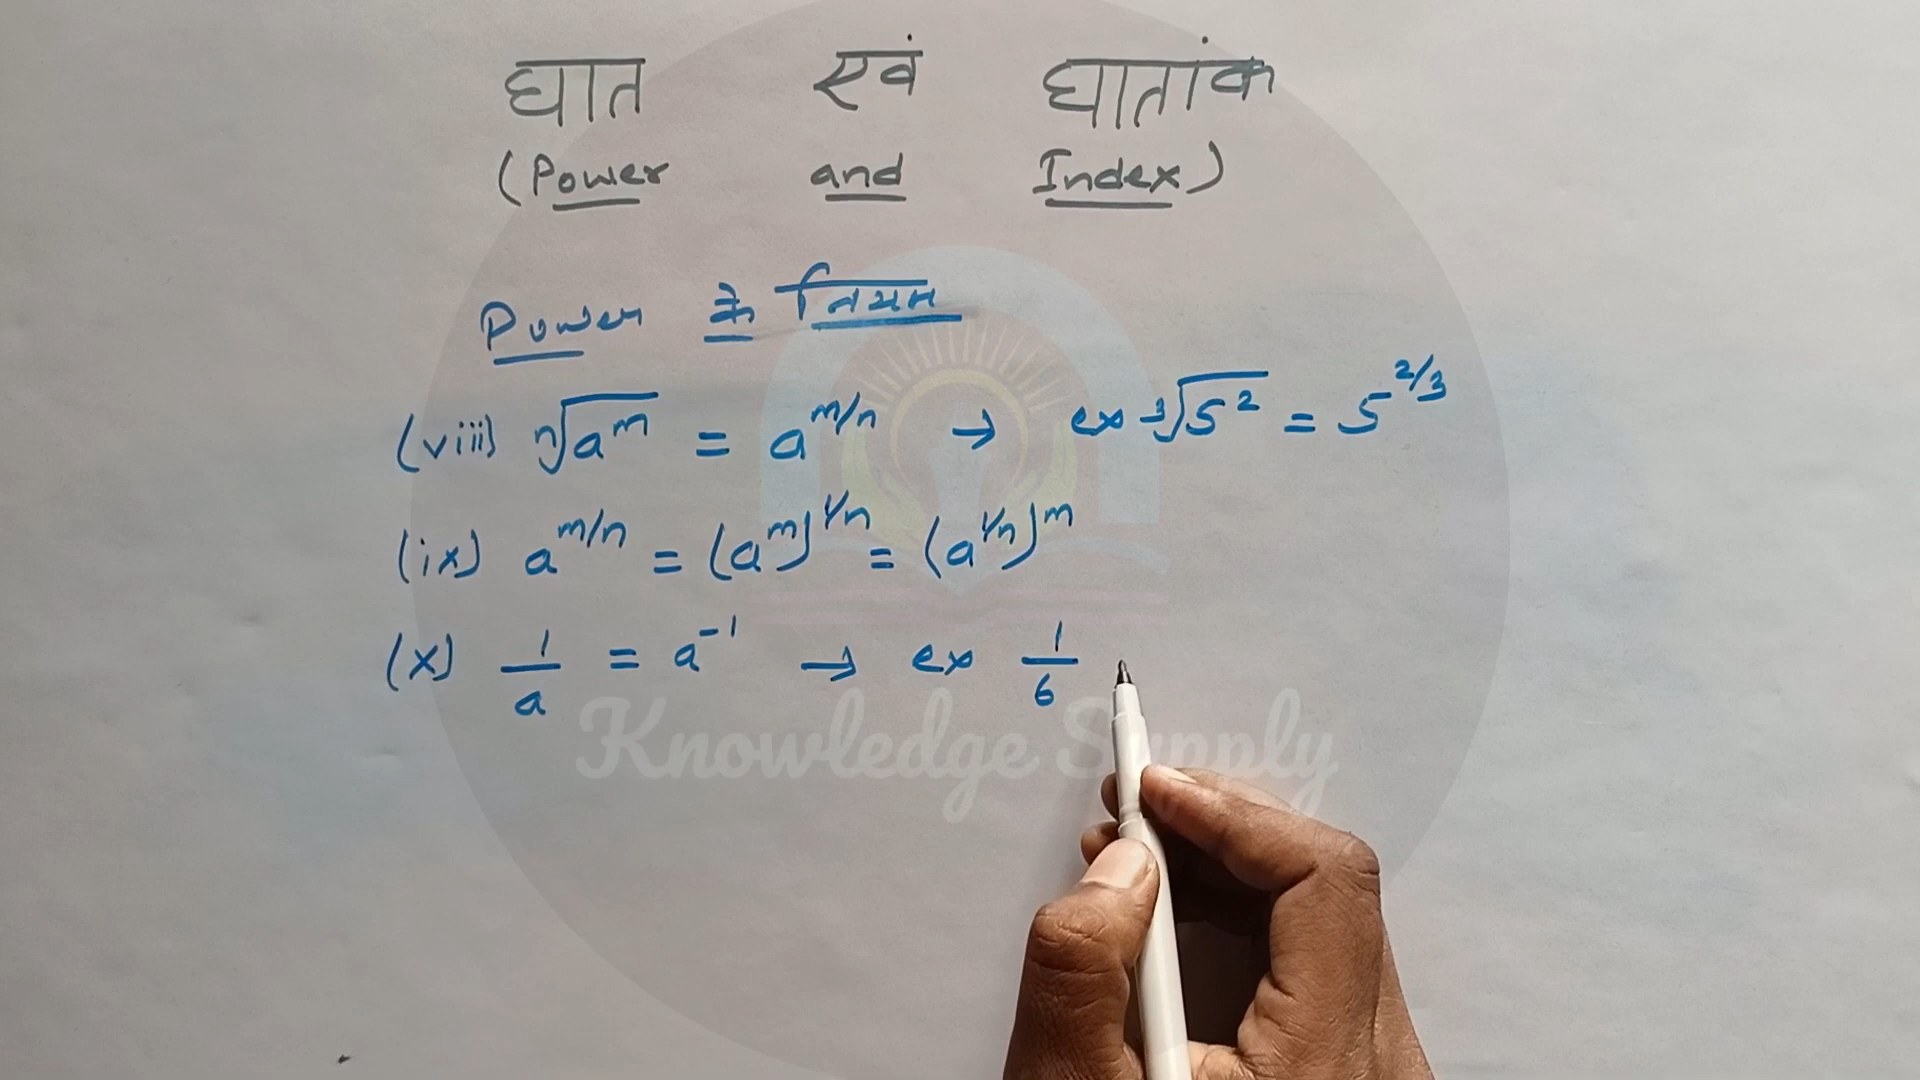 घात एवं घातांक
(Power and Index)
Power के नियम
(viii) ⁿ√aᵐ = a^m/n → ex ³√5² = 5^2/3
(ix) a^m/n = (a^m)^1/n = (a^1/n)^m
(x) 1/a = a⁻¹ → ex 1/6
Knowledge Supply